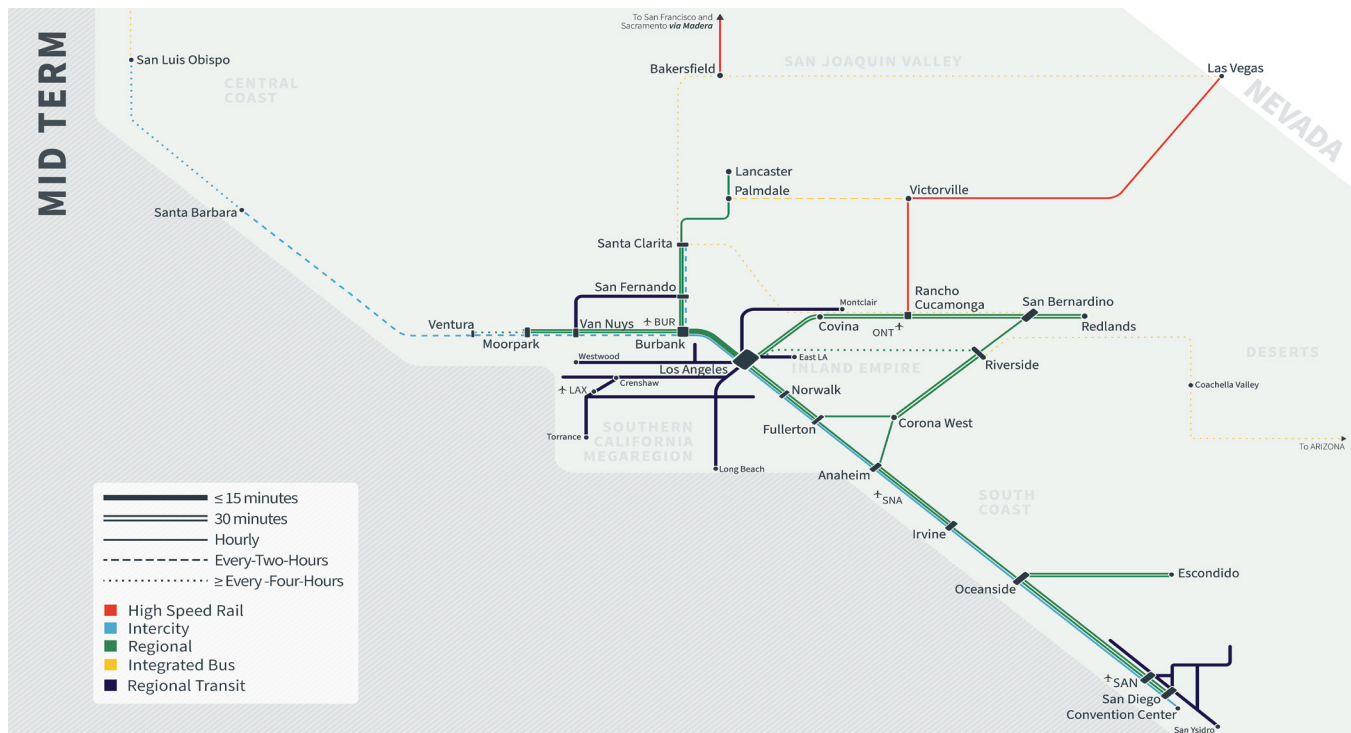 MID TERM
To San Francisco and
Sacramento via Madera
San Luis Obispo
CENTRAL
COAST
Bakersfield
SAN JOAQUIN VALLEY
Las Vegas
NEVADA
Lancaster
Palmdale
Victorville
Santa Barbara
Santa Clarita
San Fernando
Montclair
Rancho
Cucamonga
San Bernardino
Ventura
Moorpark
Van Nuys
BUR
Burbank
Covina
ONT
Redlands
Westwood
Los Angeles
East LA
INLAND EMPIRE
Riverside
DESERTS
Crenshaw
LAX
Norwalk
Coachella Valley
Torrance
SOUTHERN
CALIFORNIA
MEGAREGION
Fullerton
Corona West
To ARIZONA
Long Beach
Anaheim
SNA
SOUTH
COAST
Irvine
Oceanside
Escondido
SAN
San Diego
Convention Center
San Ysidro
≤ 15 minutes
30 minutes
Hourly
Every-Two-Hours
≥ Every -Four-Hours
High Speed Rail
Intercity
Regional
Integrated Bus
Regional Transit